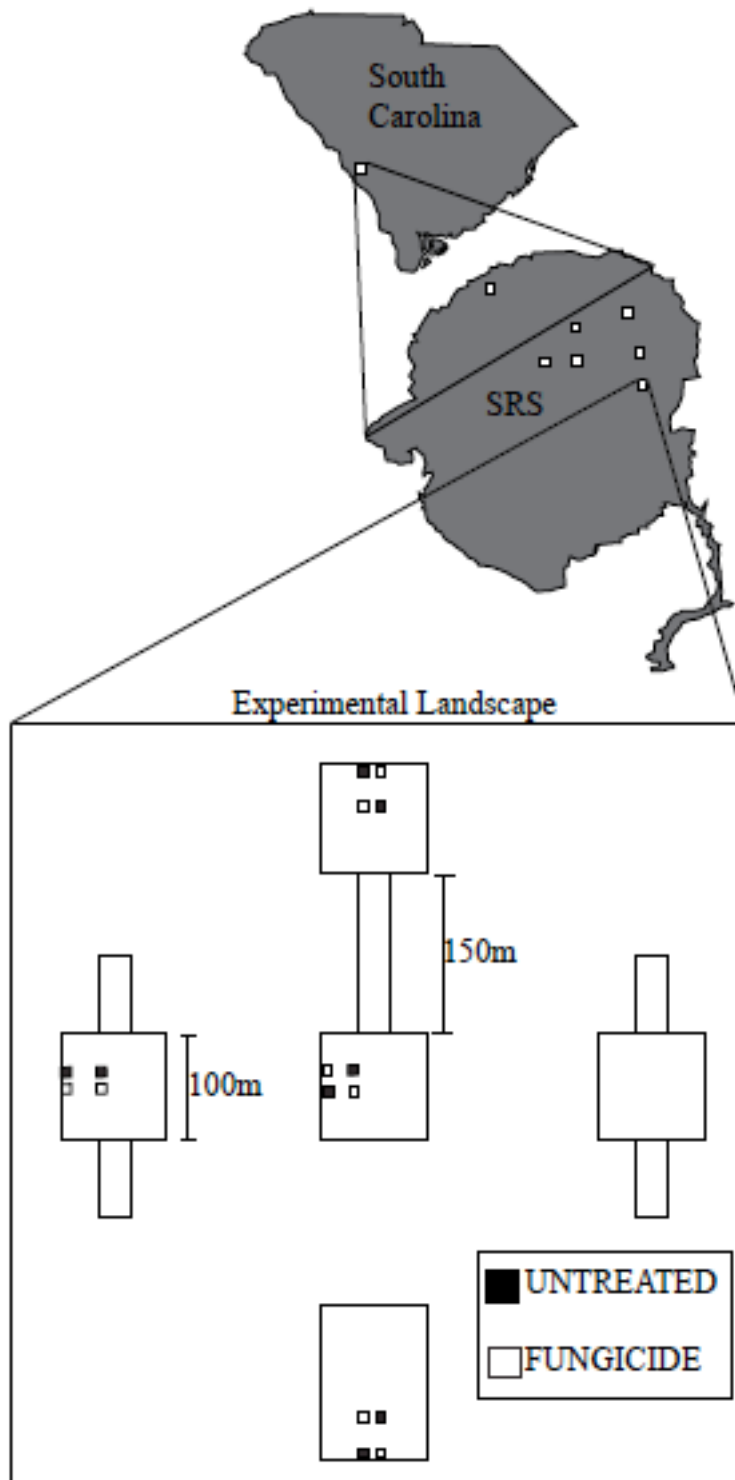 South
Carolina
SRS
Experimental Landscape
150m
100m
UNTREATED
FUNGICIDE